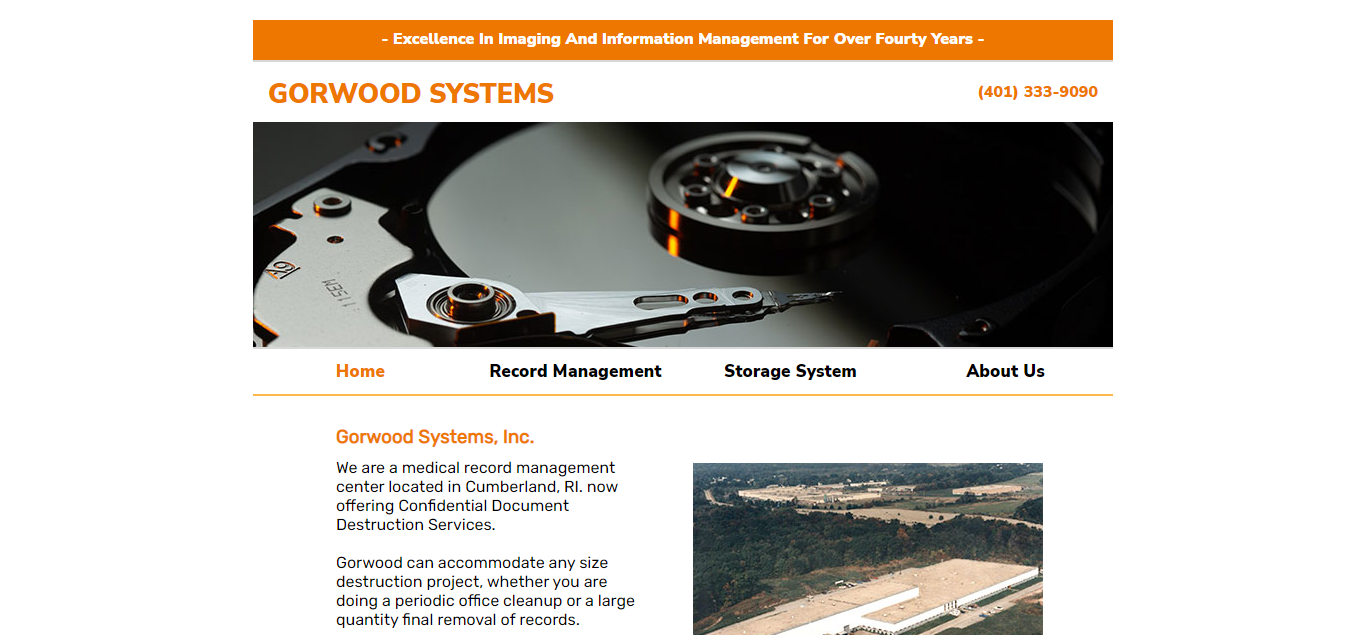 - Excellence In Imaging And Information Management For Over Fourty Years -
GORWOOD SYSTEMS
(401) 333-9090
115EM
Home
Record Management
Storage System
About Us
Gorwood Systems, Inc.
We are a medical record management
center located in Cumberland, RI. now
offering Confidential Document
Destruction Services.
Gorwood can accommodate any size
destruction project, whether you are
doing a periodic office cleanup or a large
quantity final removal of records.